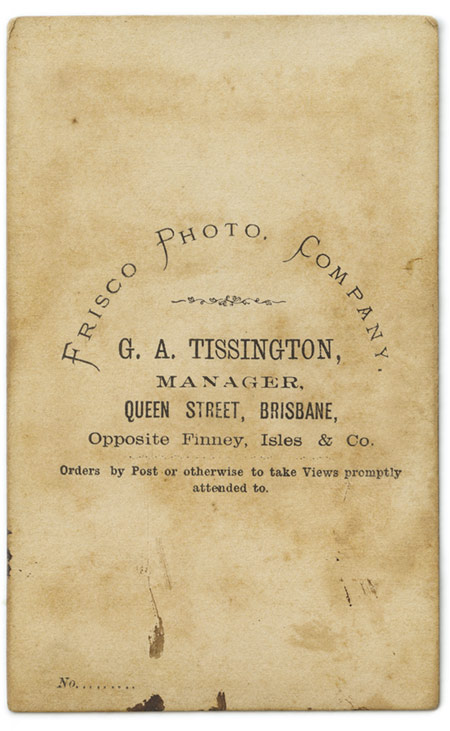 FRISCO PHOTO. COMPANY.
G. A. TISSINGTON,
MANAGER,
QUEEN STREET, BRISBANE,
Opposite Finney, Isles & Co.
Orders by Post or otherwise to take Views promptly
attended to.
No.........